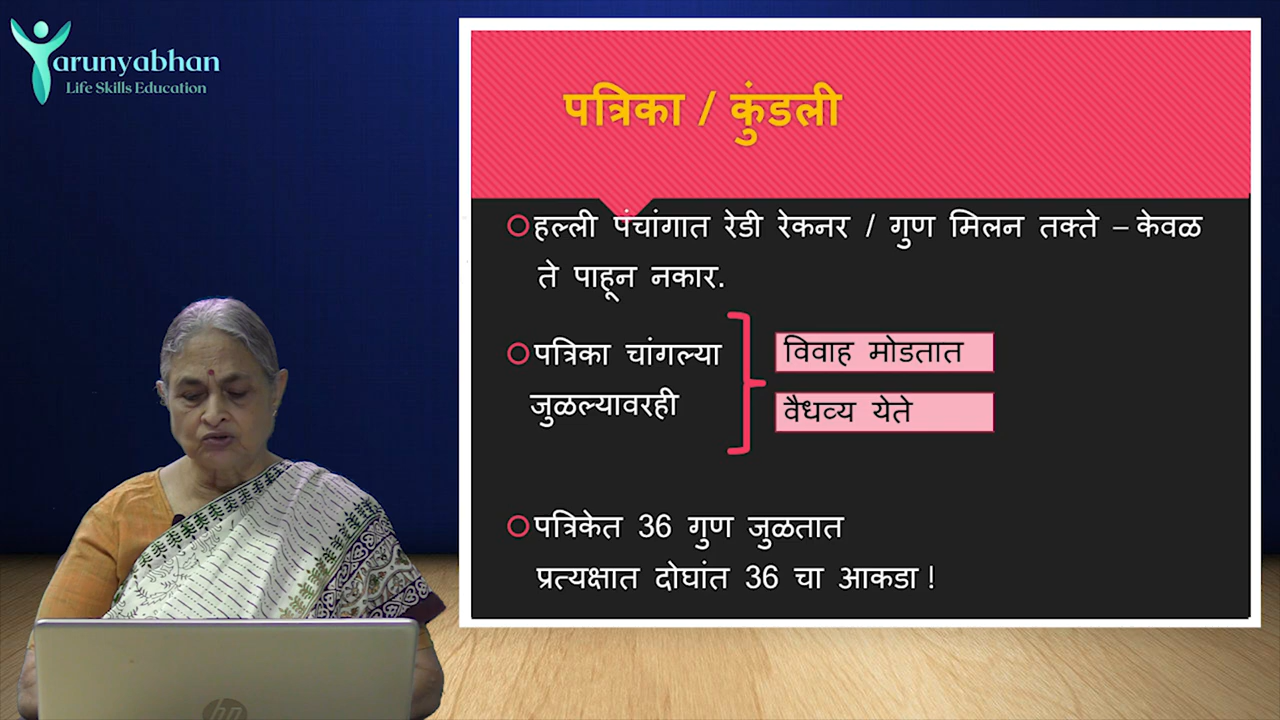 Tarunyabhan
Life Skills Education
पत्रिका / कुंडली
हल्ली पंचांगात रेडी रेकनर / गुण मिलन तक्ते – केवळ
ते पाहून नकार.
पत्रिका चांगल्या
जुळल्यावरही
विवाह मोडतात
वैधव्य येते
पत्रिकेत 36 गुण जुळतात
प्रत्यक्षात दोघांत 36 चा आकडा !
hp